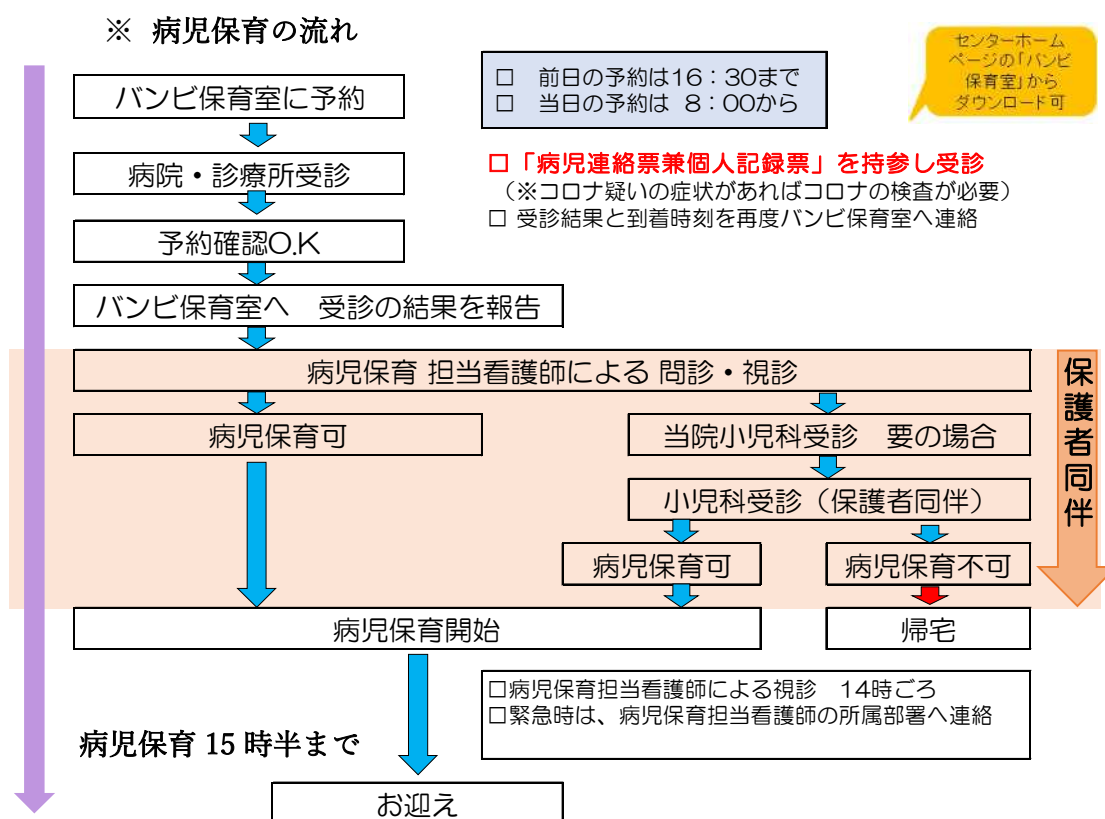 ※ 病児保育の流れ
センターホーム
ページの「バンビ
保育室」から
ダウンロード可
バンビ保育室に予約
□　前日の予約は16：30まで
□　当日の予約は 8：00から
病院・診療所受診
□「病児連絡票兼個人記録票」を持参し受診
（※コロナ疑いの症状があればコロナの検査が必要）
□ 受診結果と到着時刻を再度バンビ保育室へ連絡
予約確認O.K
バンビ保育室へ　受診の結果を報告
病児保育 担当看護師による 問診・視診
保護者同伴
病児保育可
当院小児科受診　要の場合
小児科受診（保護者同伴）
病児保育可
病児保育不可
病児保育開始
帰宅
□病児保育担当看護師による視診　14時ごろ
□緊急時は、病児保育担当看護師の所属部署へ連絡
病児保育 15 時半まで
お迎え